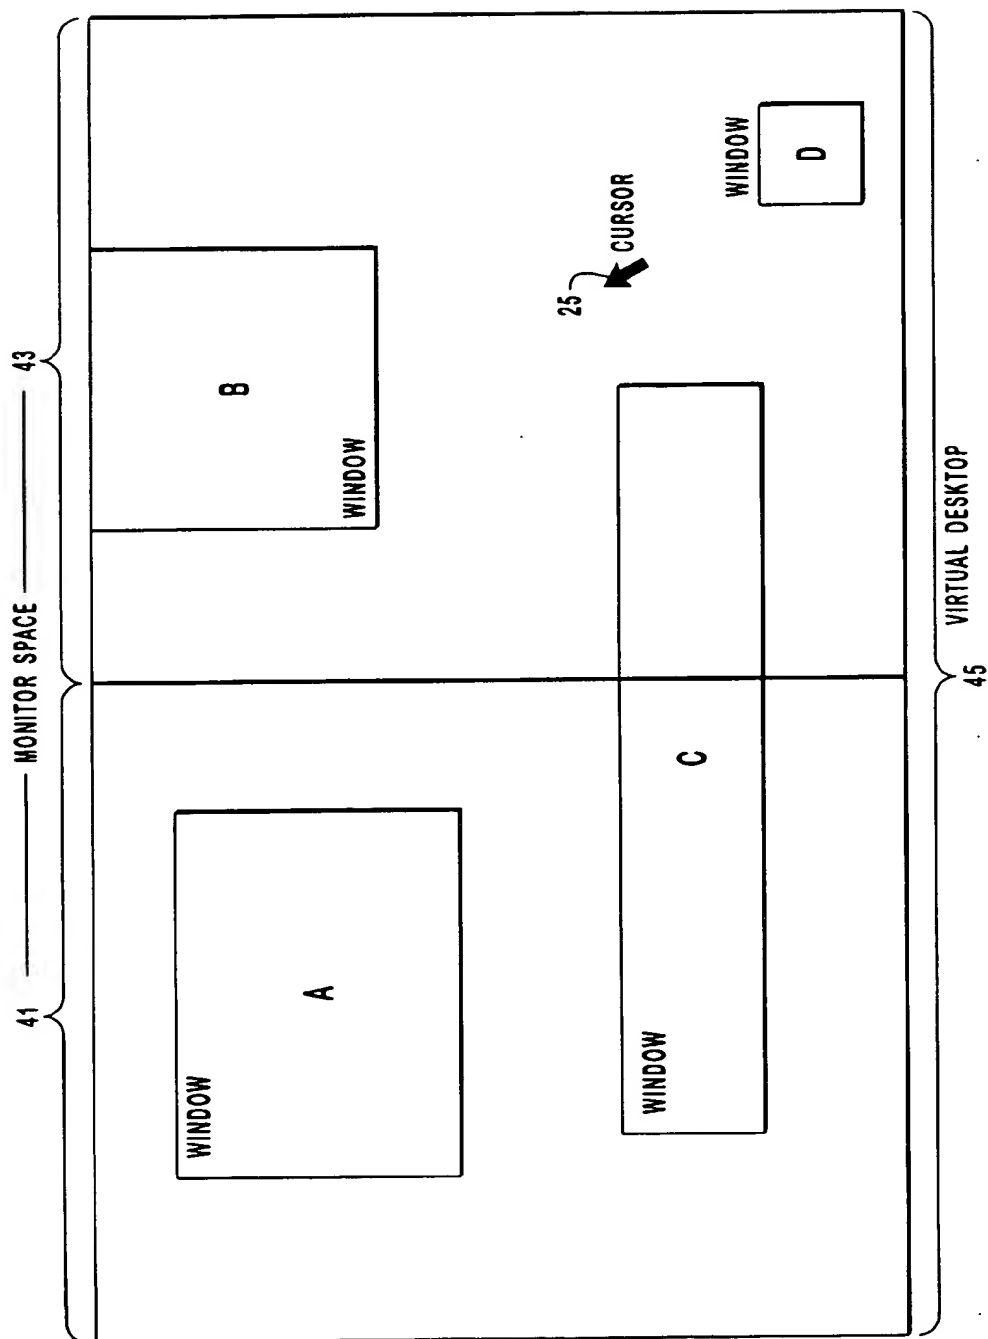 41 MONITOR SPACE 43
WINDOW
A
B
WINDOW
25
CURSOR
WINDOW
C
WINDOW
D
VIRTUAL DESKTOP
45